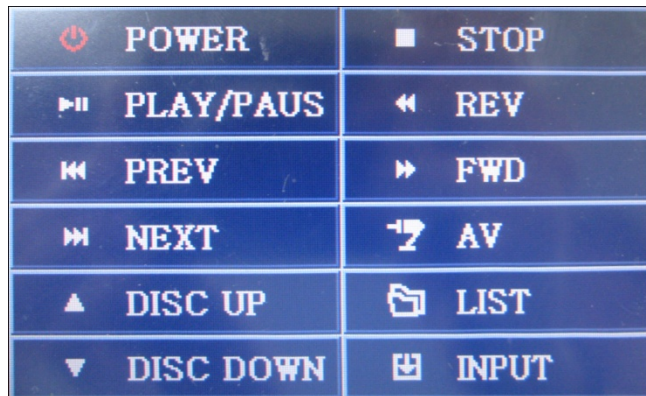 POWER STOP
PLAY/PAUS REV
PREV FWD
NEXT AV
DISC UP LIST
DISC DOWN INPUT